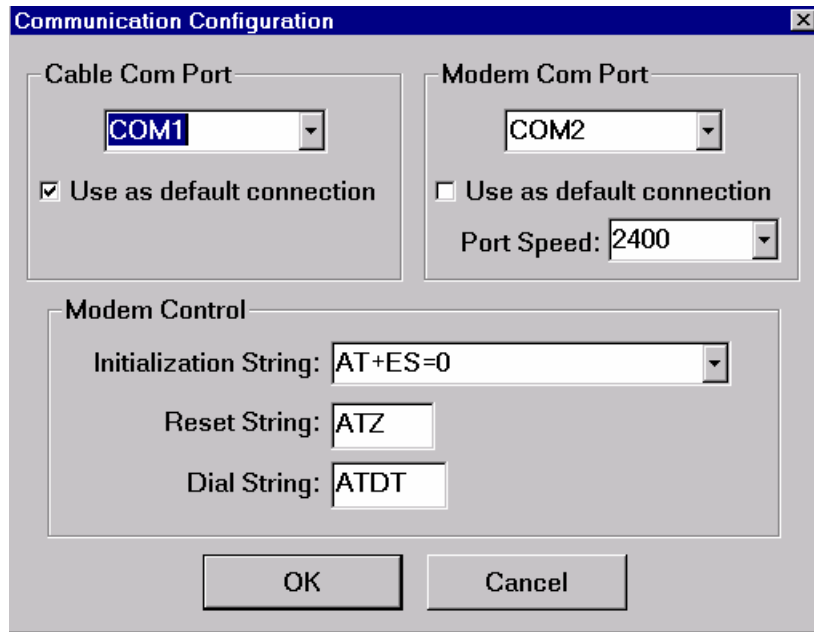 Communication Configuration
Cable Com Port
COM1
Use as default connection
Modem Com Port
COM2
Use as default connection
Port Speed: 2400
Modem Control
Initialization String: AT+ES=0
Reset String: ATZ
Dial String: ATDT
OK Cancel